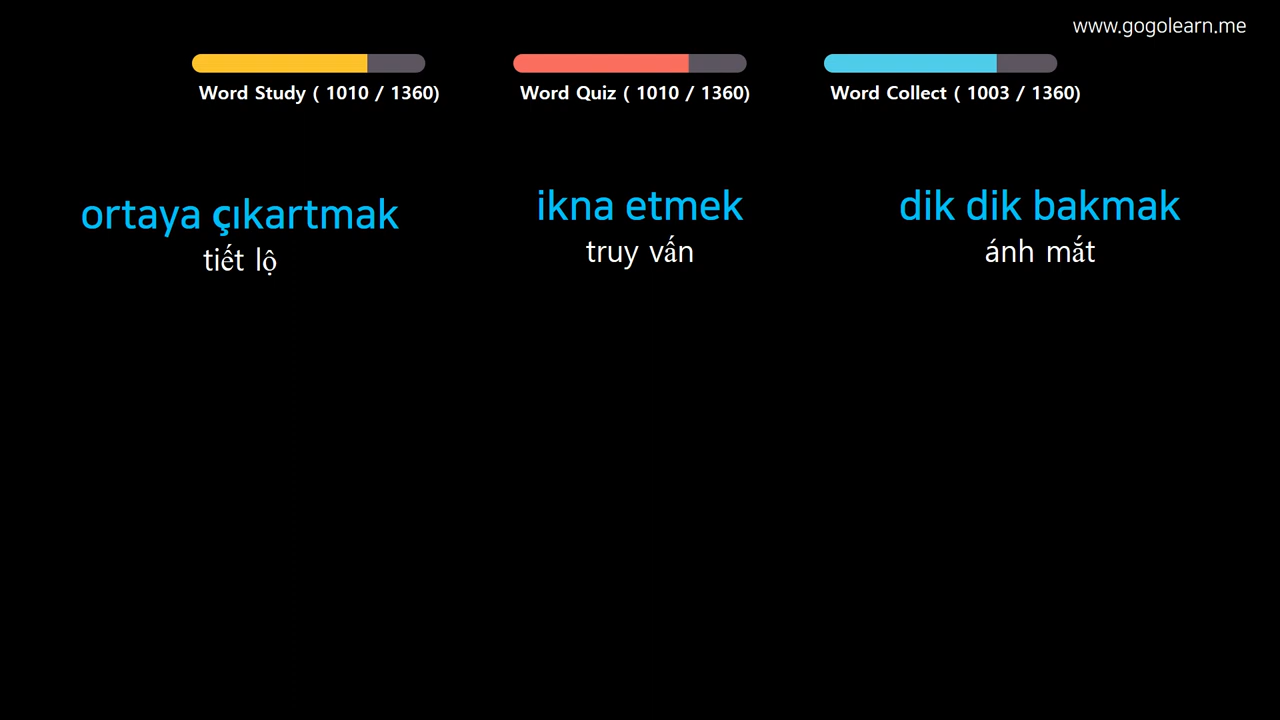 www.gogolearn.me
Word Study ( 1010 / 1360)
Word Quiz ( 1010 / 1360)
Word Collect ( 1003 / 1360)
ortaya çıkartmak
tiết lộ
ikna etmek
truy vấn
dik dik bakmak
ánh mắt